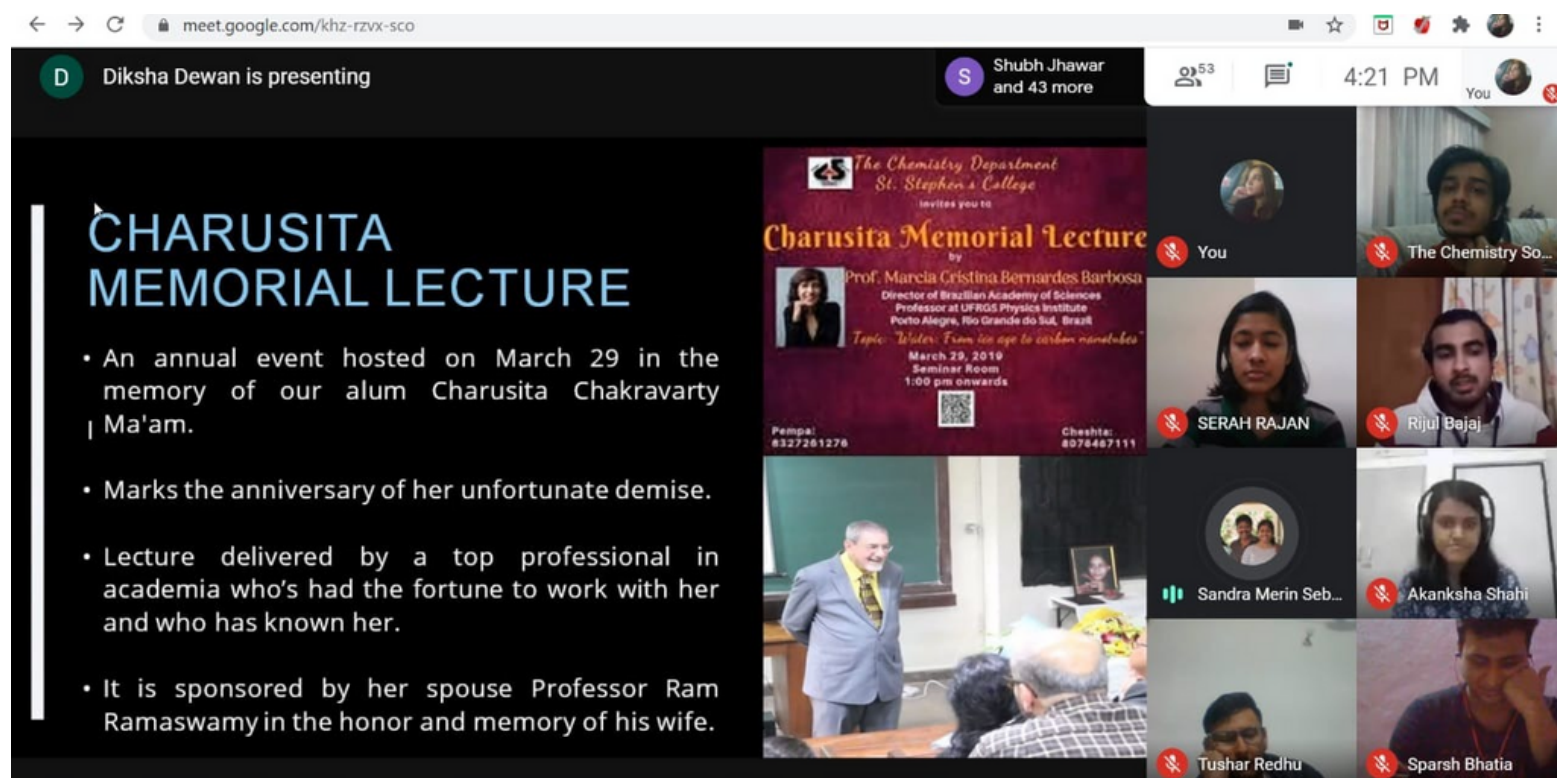 meet.google.com/khz-rzvx-sco
D
Diksha Dewan is presenting
S
Shubh Jhawar
and 43 more
53
4:21 PM
You
CHARUSITA
MEMORIAL LECTURE
• An annual event hosted on March 29 in the
memory of our alum Charusita Chakravarty
Ma'am.
• Marks the anniversary of her unfortunate demise.
• Lecture delivered by a top professional in
academia who's had the fortune to work with her
and who has known her.
• It is sponsored by her spouse Professor Ram
Ramaswamy in the honor and memory of his wife.
The Chemistry Department
St. Stephen's College
invites you to
Charusita Memorial Lecture
by
Prof. Marcia Cristina Bernardes Barbosa
Director of Brazilian Academy of Sciences
Professor at UFRGS Physics Institute
Porto Alegre, Rio Grande do Sul, Brazil
Topic: "Water: From ice age to carbon nanotubes"
March 29, 2019
Seminar Room
1:00 pm onwards
Pempa:
8327261276
Cheshta:
8078467111
You
The Chemistry So...
SERAH RAJAN
Rijul Bajaj
Sandra Merin Seb...
Akanksha Shahi
Tushar Redhu
Sparsh Bhatia